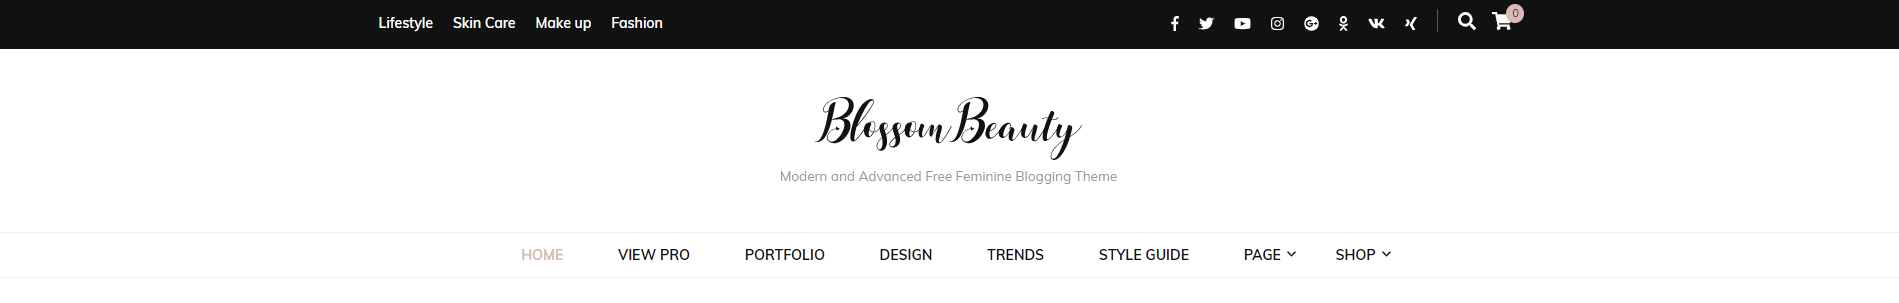 Lifestyle Skin Care Make up Fashion 0
Blossom Beauty
Modern and Advanced Free Feminine Blogging Theme
HOME VIEW PRO PORTFOLIO DESIGN TRENDS STYLE GUIDE PAGE SHOP